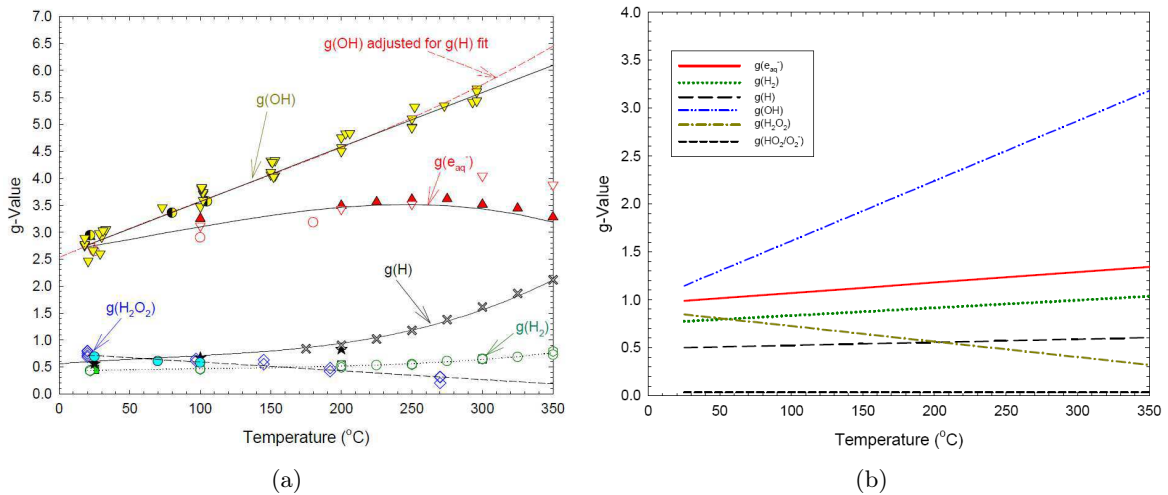 7.0
6.5
6.0
5.5
5.0
4.5
4.0
3.5
3.0
2.5
2.0
1.5
1.0
0.5
0.0
g-Value
g(OH) adjusted for g(H) fit
g(OH)
g(e⁻aq)
g(H)
g(H₂O₂)
g(H₂)
0 50 100 150 200 250 300 350
Temperature (°C)
(a)
4.0
3.5
3.0
2.5
2.0
1.5
1.0
0.5
0.0
g-Value
g(e⁻aq)
g(H₂)
g(H)
g(OH)
g(H₂O₂)
g(HO₂/O₂⁻)
0 50 100 150 200 250 300 350
Temperature (°C)
(b)